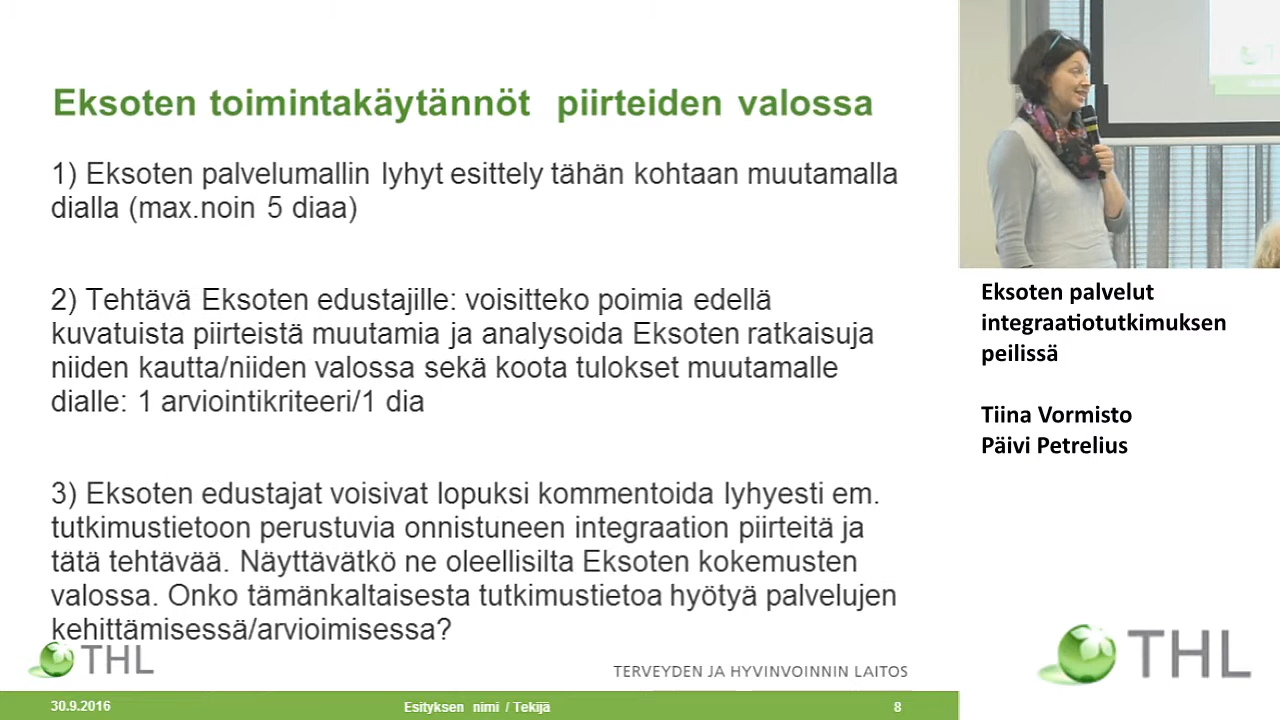 Eksoten toimintakäytännöt piirteiden valossa
1) Eksoten palvelumallin lyhyt esittely tähän kohtaan muutamalla
dialla (max.noin 5 diaa)
2) Tehtävä Eksoten edustajille: voisitteko poimia edellä
kuvatuista piirteistä muutamia ja analysoida Eksoten ratkaisuja
niiden kautta/niiden valossa sekä koota tulokset muutamalle
dialle: 1 arviointikriteeri/1 dia
3) Eksoten edustajat voisivat lopuksi kommentoida lyhyesti em.
tutkimustietoon perustuvia onnistuneen integraation piirteitä ja
tätä tehtävää. Näyttävätkö ne oleellisilta Eksoten kokemusten
valossa. Onko tämänkaltaisesta tutkimustietoa hyötyä palvelujen
kehittämisessä/arvioimisessa?
THL
TERVEYDEN JA HYVINVOINNIN LAITOS
30.9.2016
Esityksen nimi / Tekijä
8
Eksoten palvelut
integraatiotutkimuksen
peilissä
Tiina Vormisto
Päivi Petrelius
THL